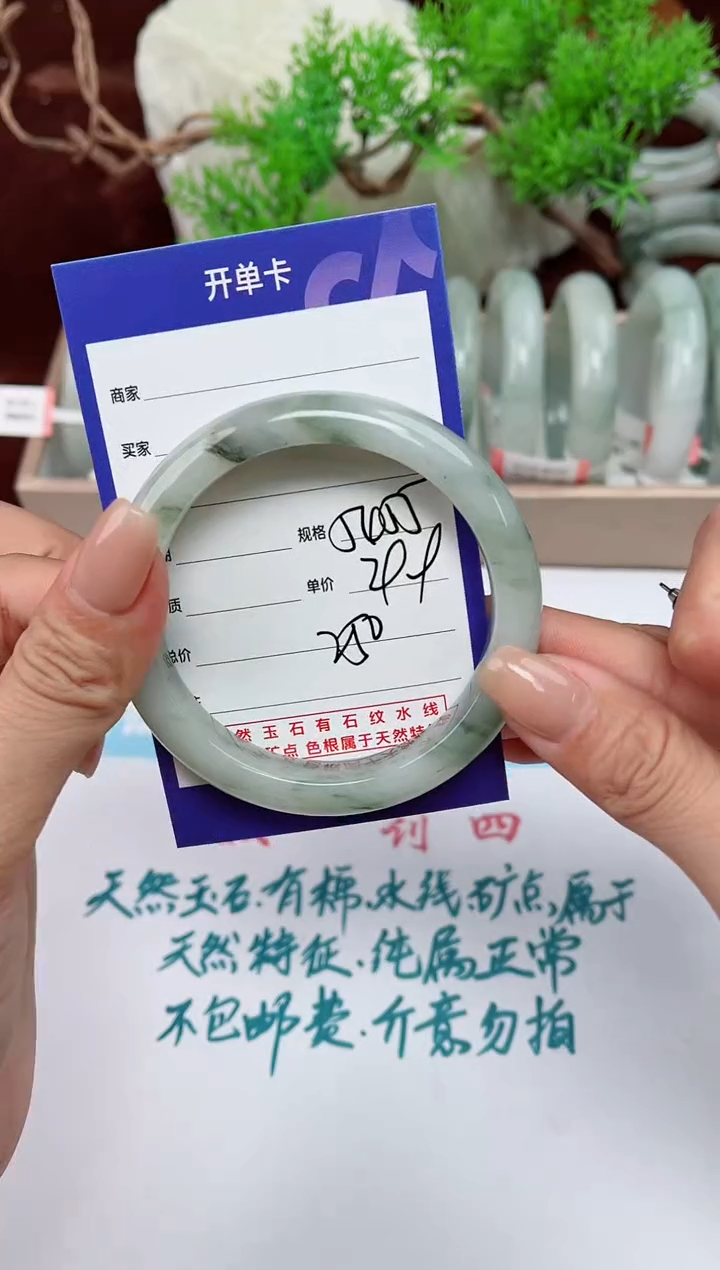 开单卡
商家
买家
规格
质
单价
总价
250
然玉石有石纹水线
矿点 色根属于天然特
四
天然玉石.有棉、水线、矿点,属于
天然特征.纯属正常
不包邮费.介意勿拍